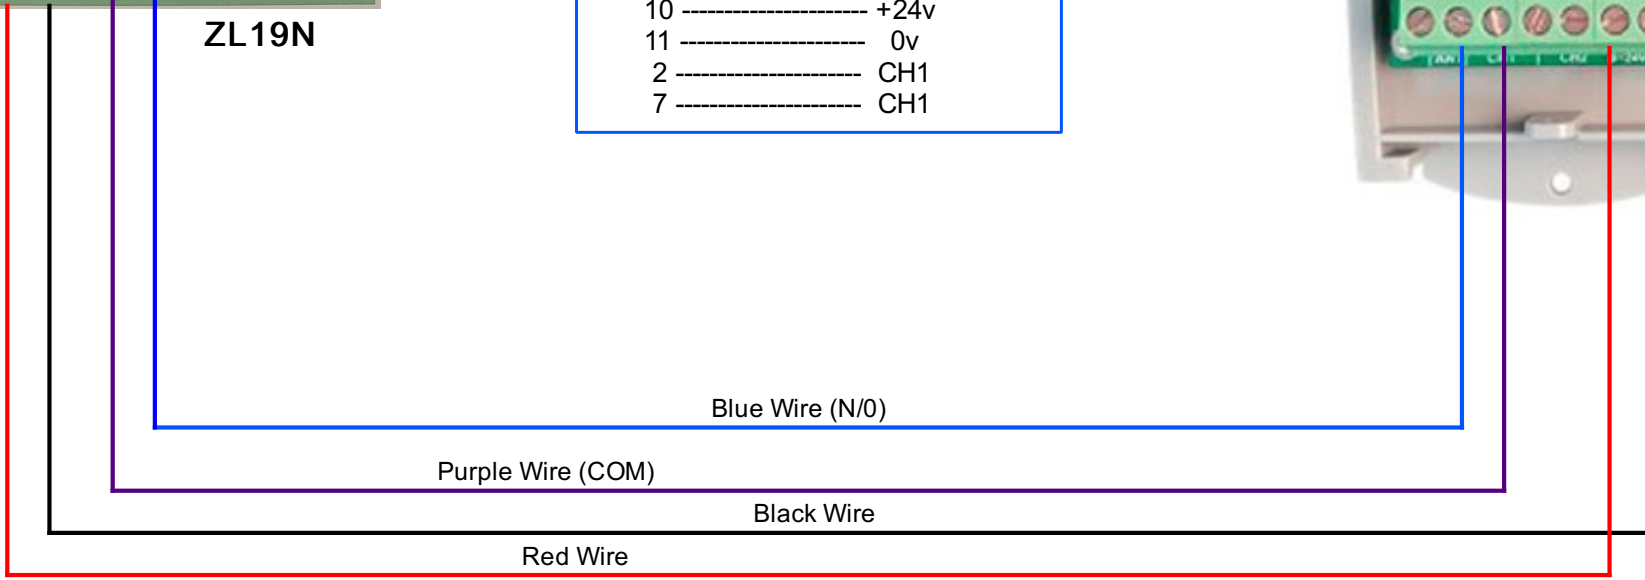 ZL19N
10 ---------------------- +24v
11 ---------------------- 0v
2 ---------------------- CH1
7 ---------------------- CH1
CH2
Blue Wire (N/0)
Purple Wire (COM)
Black Wire
Red Wire